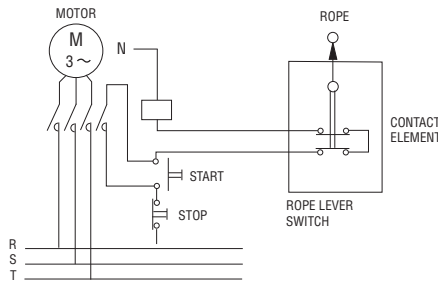 MOTOR
M
3 ~
N
ROPE
CONTACT
ELEMENT
START
STOP
ROPE LEVER
SWITCH
R
S
T